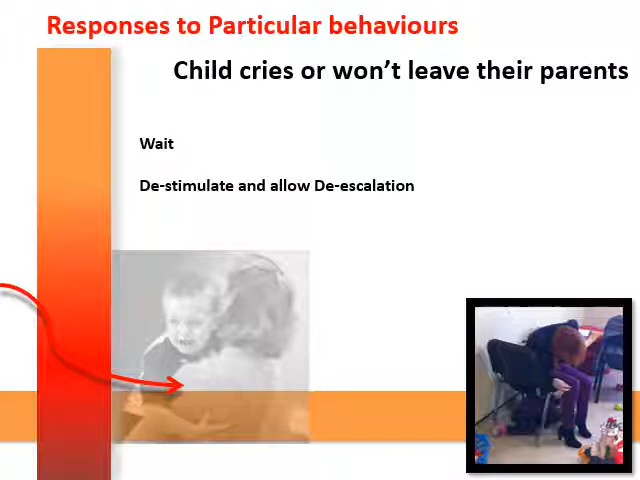 Responses to Particular behaviours
Child cries or won’t leave their parents
Wait
De-stimulate and allow De-escalation